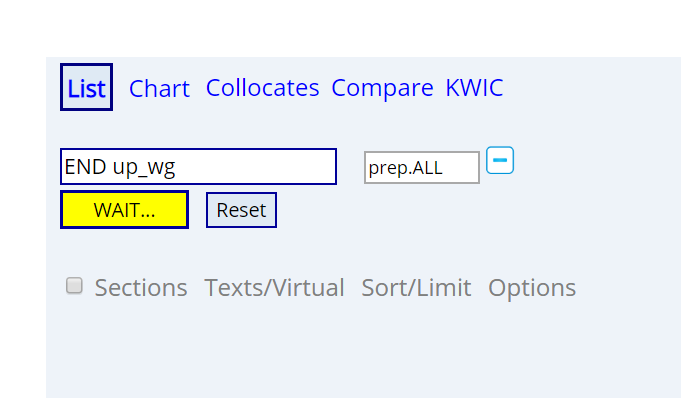 List Chart Collocates Compare KWIC
END up_wg prep.ALL
WAIT... Reset
Sections Texts/Virtual Sort/Limit Options